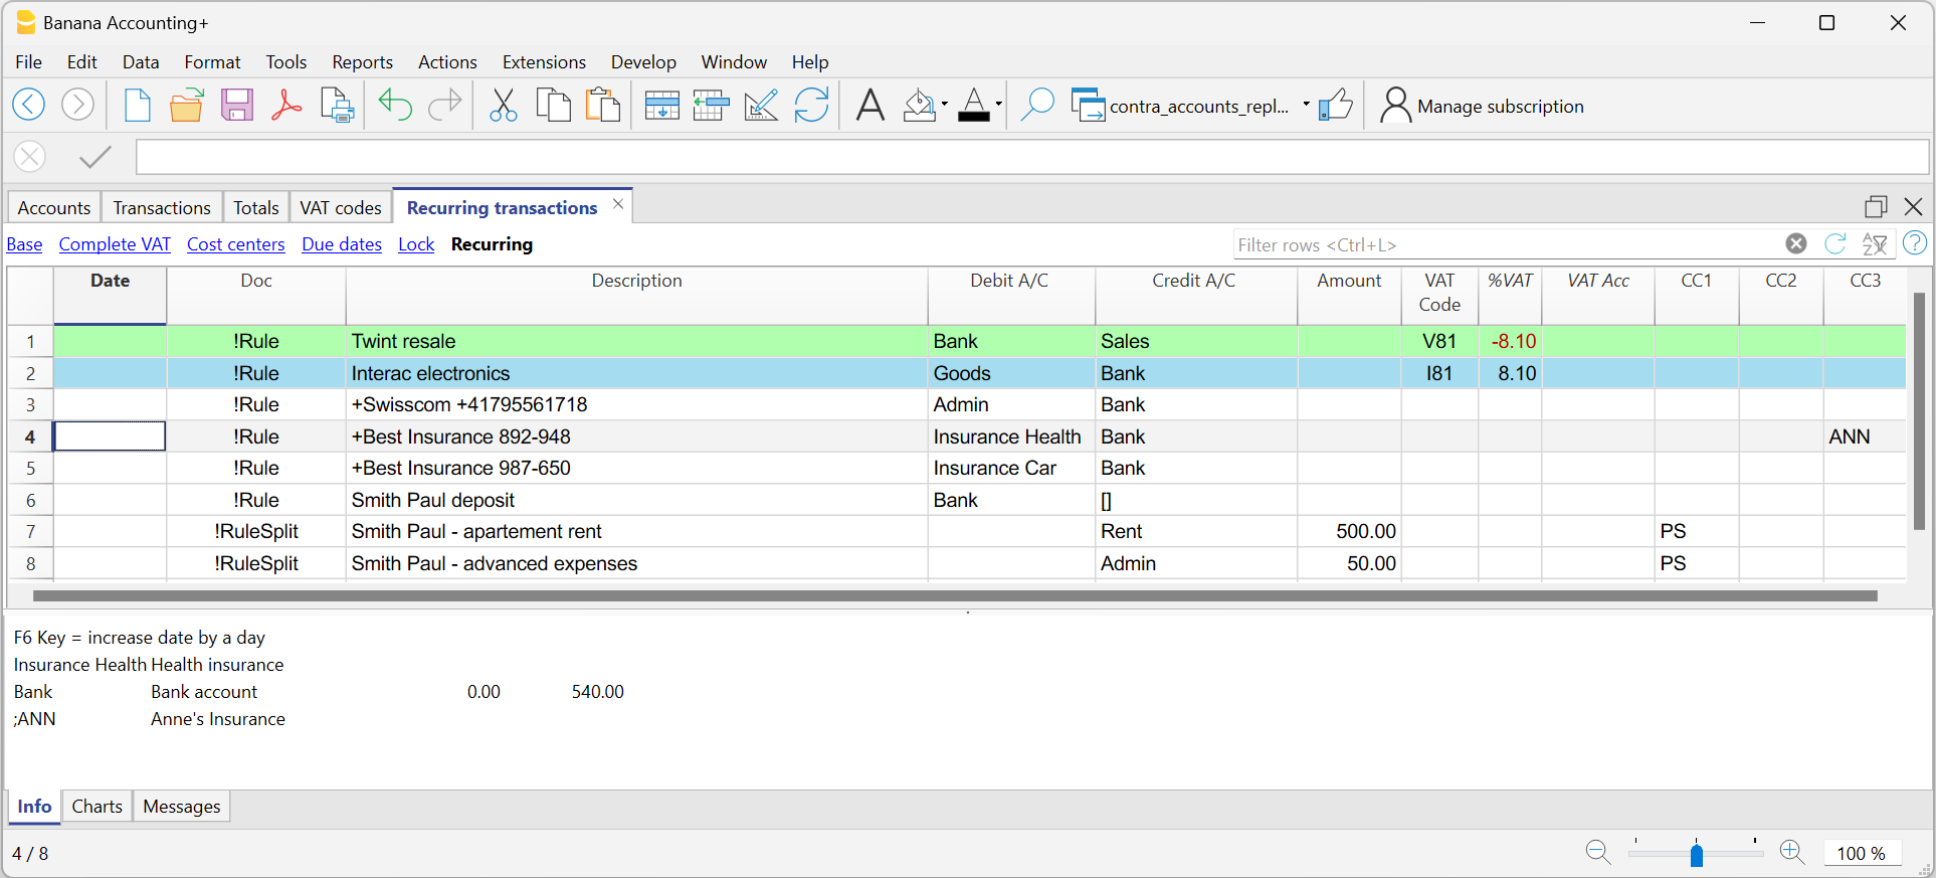 Banana Accounting+
File Edit Data Format Tools Reports Actions Extensions Develop Window Help
contra_accounts_repl... Manage subscription
Accounts Transactions Totals VAT codes Recurring transactions
Base Complete VAT Cost centers Due dates Lock Recurring Filter rows <Ctrl+L>
Date Doc Description Debit A/C Credit A/C Amount VAT Code %VAT VAT Acc CC1 CC2 CC3
1 !Rule Twint resale Bank Sales V81 -8.10
2 !Rule Interac electronics Goods Bank I81 8.10
3 !Rule +Swisscom +41795561718 Admin Bank
4 !Rule +Best Insurance 892-948 Insurance Health Bank ANN
5 !Rule +Best Insurance 987-650 Insurance Car Bank
6 !Rule Smith Paul deposit Bank []
7 !RuleSplit Smith Paul - apartement rent Rent 500.00 PS
8 !RuleSplit Smith Paul - advanced expenses Admin 50.00 PS
F6 Key = increase date by a day
Insurance Health Health insurance
Bank Bank account 0.00 540.00
;ANN Anne's Insurance
Info Charts Messages
4 / 8 100 %